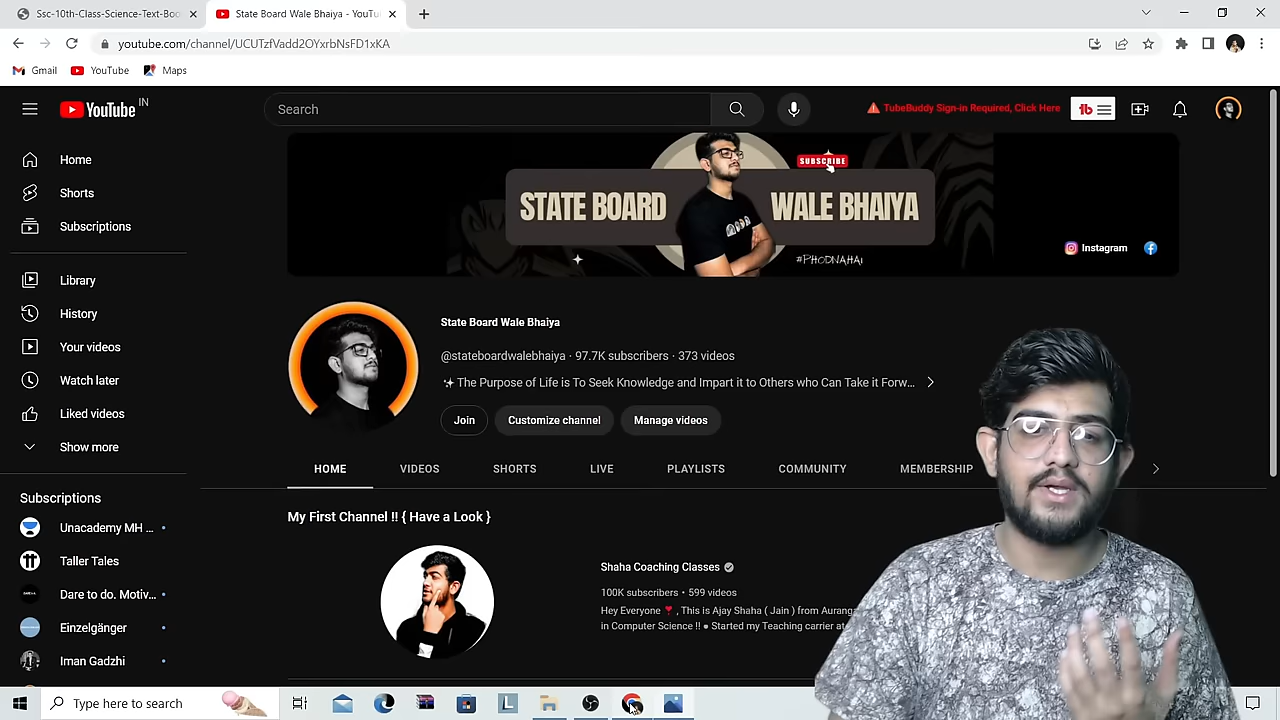 Ssc-10th-Class-Science-Text-Boo
State Board Wale Bhaiya - YouTu
youtube.com/channel/UCUTzfVadd2OYxrbNsFD1xKA
Gmail
YouTube
Maps
YouTube IN
Search
TubeBuddy Sign-in Required, Click Here
tb
Home
Shorts
Subscriptions
Library
History
Your videos
Watch later
Liked videos
Show more
Subscriptions
Unacademy MH ...
Taller Tales
Dare to do. Motiv...
Einzelgänger
Iman Gadzhi
SUBSCRIBE
STATE BOARD WALE BHAIYA
#PHODNAHAI
Instagram
State Board Wale Bhaiya
@stateboardwalebhaiya · 97.7K subscribers · 373 videos
The Purpose of Life is To Seek Knowledge and Impart it to Others who Can Take it Forw...
Join
Customize channel
Manage videos
HOME
VIDEOS
SHORTS
LIVE
PLAYLISTS
COMMUNITY
MEMBERSHIP
My First Channel !! { Have a Look }
Shaha Coaching Classes
100K subscribers • 599 videos
Hey Everyone , This is Ajay Shaha ( Jain ) from Auranga
in Computer Science !! ● Started my Teaching carrier at
Type here to search